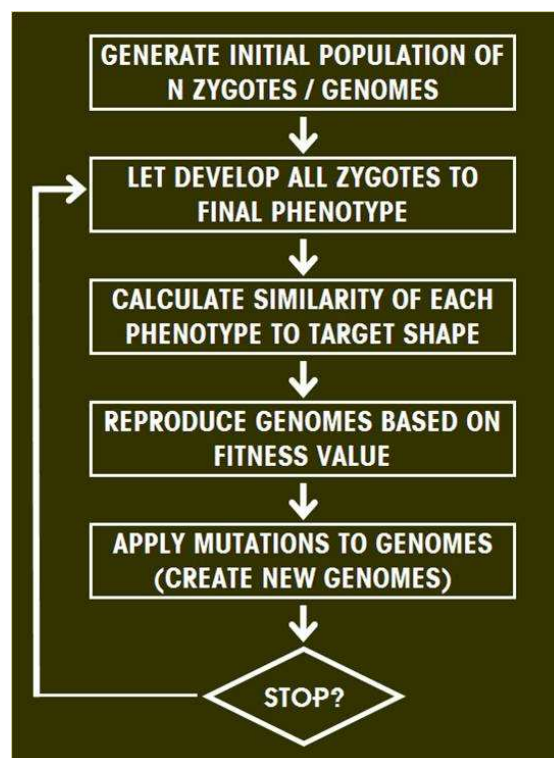 GENERATE INITIAL POPULATION OF
N ZYGOTES / GENOMES
LET DEVELOP ALL ZYGOTES TO
FINAL PHENOTYPE
CALCULATE SIMILARITY OF EACH
PHENOTYPE TO TARGET SHAPE
REPRODUCE GENOMES BASED ON
FITNESS VALUE
APPLY MUTATIONS TO GENOMES
(CREATE NEW GENOMES)
STOP?